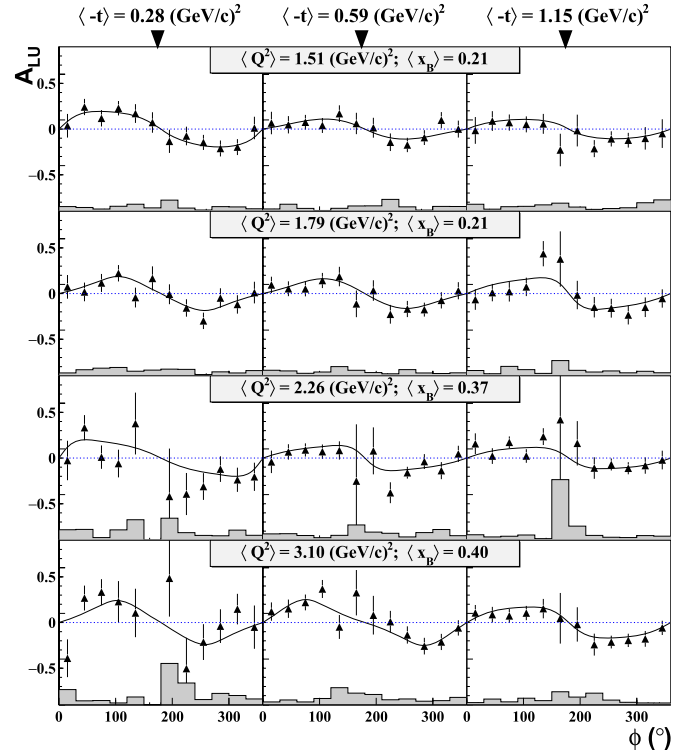 ⟨ -t⟩ = 0.28 (GeV/c)² ⟨ -t⟩ = 0.59 (GeV/c)² ⟨ -t⟩ = 1.15 (GeV/c)²
A_LU
⟨ Q²⟩ = 1.51 (GeV/c)²; ⟨ x_B⟩ = 0.21
0.5
0
−0.5
⟨ Q²⟩ = 1.79 (GeV/c)²; ⟨ x_B⟩ = 0.21
0.5
0
−0.5
⟨ Q²⟩ = 2.26 (GeV/c)²; ⟨ x_B⟩ = 0.37
0.5
0
−0.5
⟨ Q²⟩ = 3.10 (GeV/c)²; ⟨ x_B⟩ = 0.40
0.5
0
−0.5
0 100 200 300 0 100 200 300 0 100 200 300
ϕ (°)